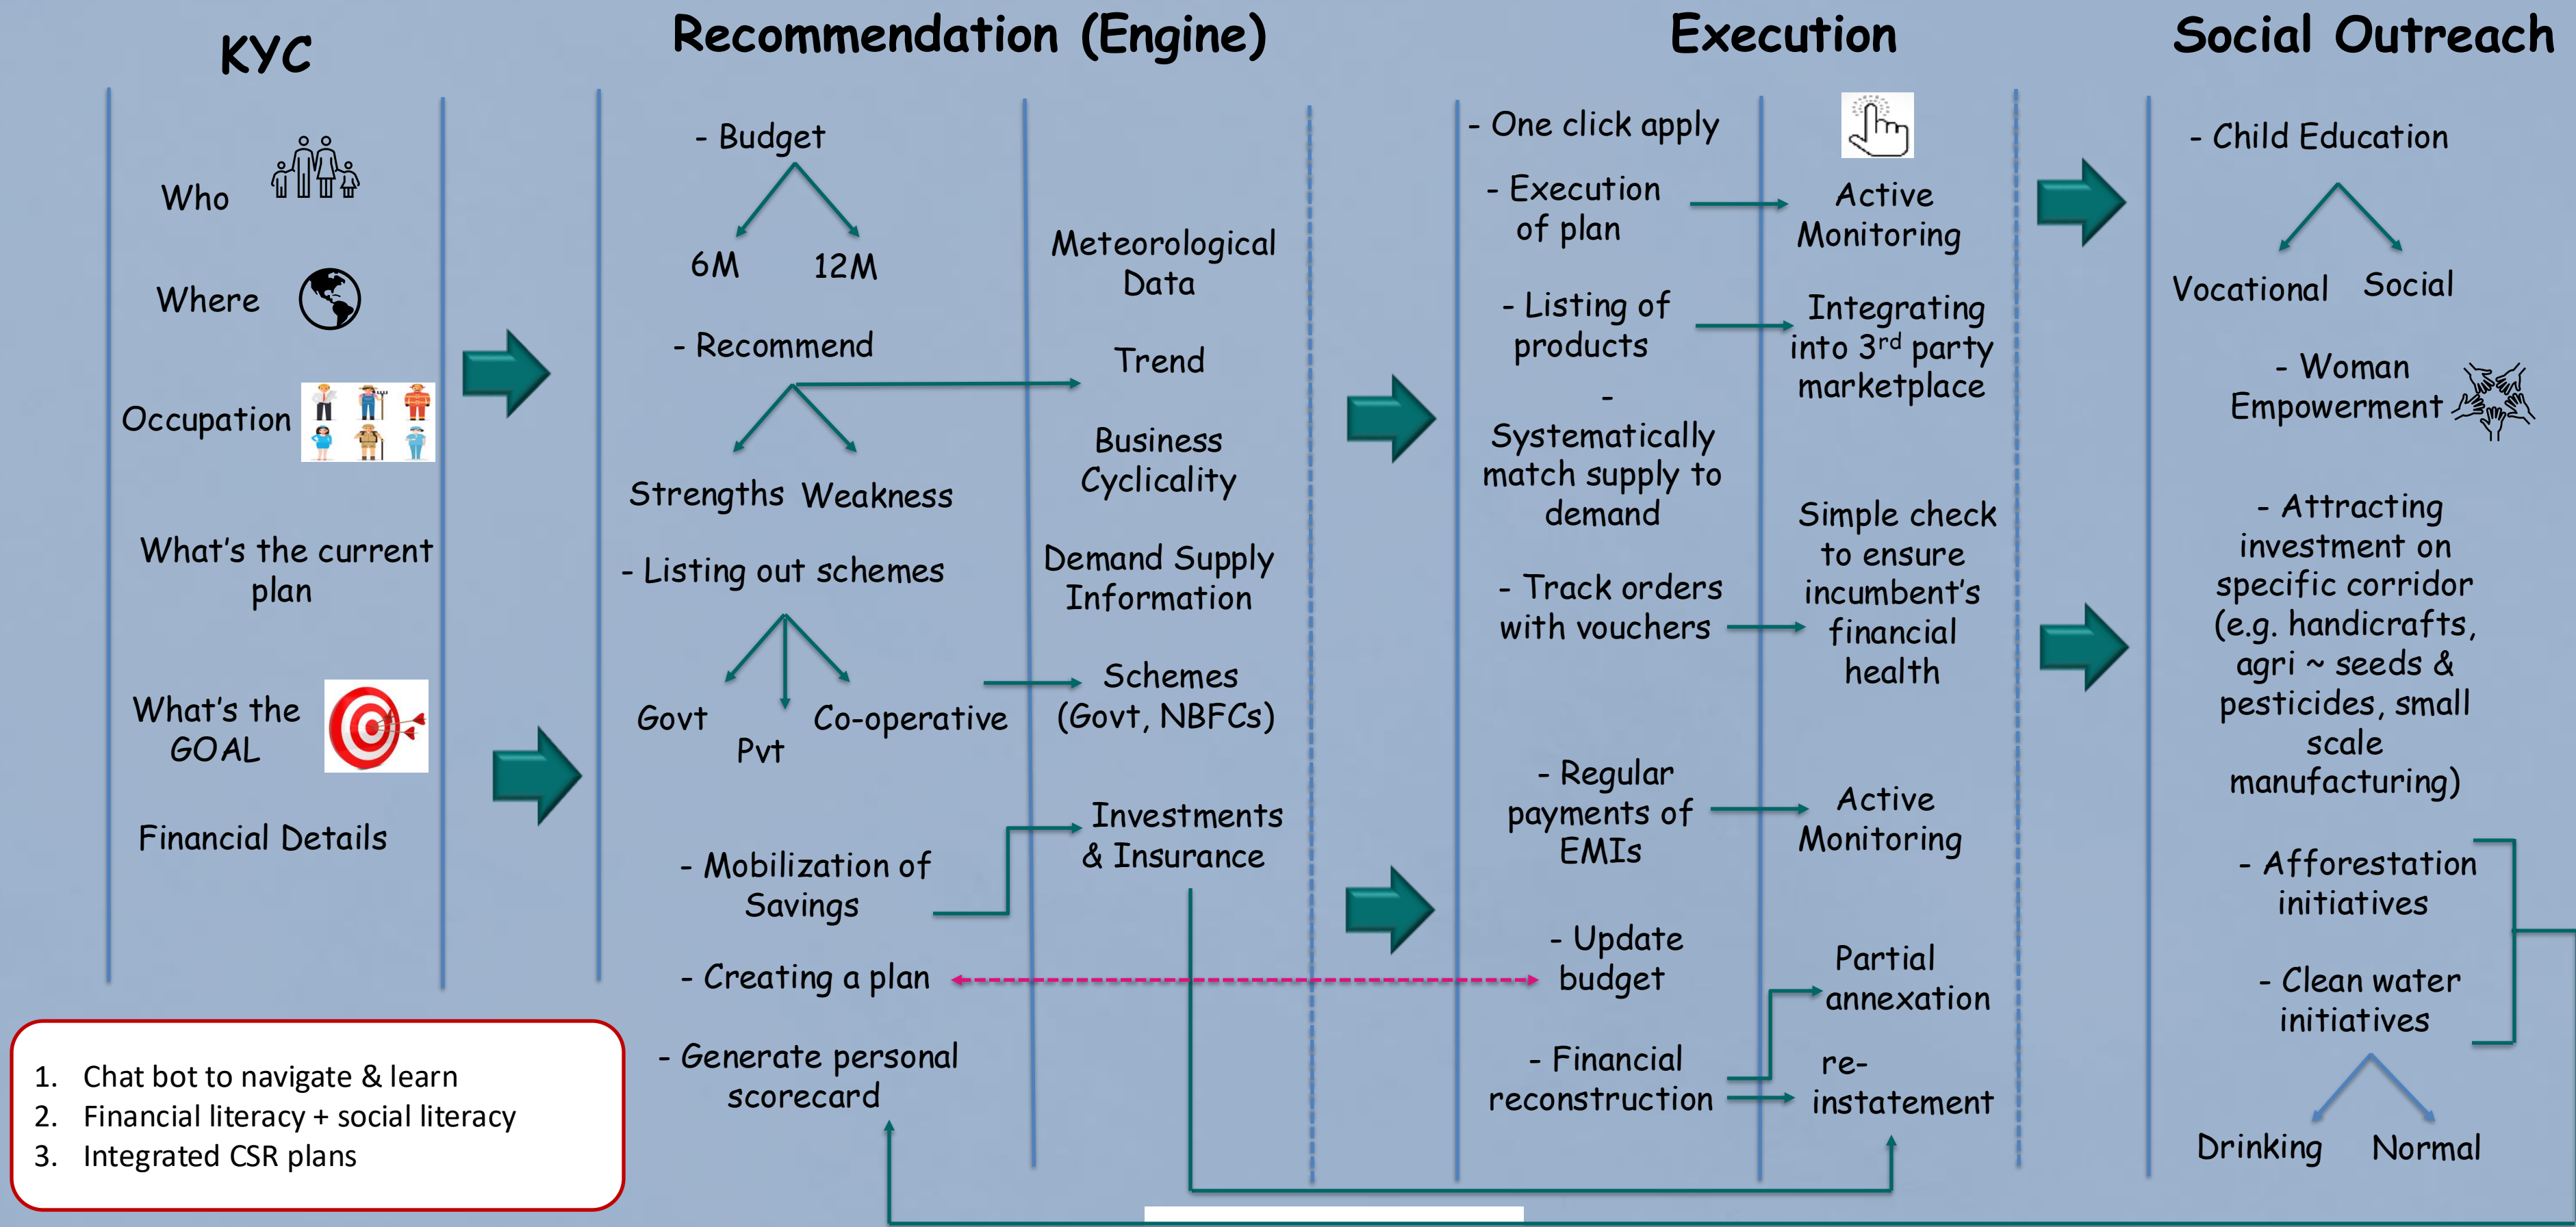 KYC
Who
Where
Occupation
What's the current
plan
What's the
GOAL
Financial Details
1. Chat bot to navigate & learn
2. Financial literacy + social literacy
3. Integrated CSR plans
Recommendation (Engine)
- Budget
6M 12M
- Recommend
Strengths Weakness
- Listing out schemes
Govt
Pvt
Co-operative
- Mobilization of
Savings
- Creating a plan
- Generate personal
scorecard
Meteorological
Data
Trend
Business
Cyclicality
Demand Supply
Information
Schemes
(Govt, NBFCs)
Investments
& Insurance
Execution
- One click apply
- Execution
of plan
- Listing of
products
-
Systematically
match supply to
demand
- Track orders
with vouchers
- Regular
payments of
EMIs
- Update
budget
- Financial
reconstruction
Active
Monitoring
Integrating
into 3rd party
marketplace
Simple check
to ensure
incumbent's
financial
health
Active
Monitoring
Partial
annexation
re-
instatement
Social Outreach
- Child Education
Vocational Social
- Woman
Empowerment
- Attracting
investment on
specific corridor
(e.g. handicrafts,
agri ~ seeds &
pesticides, small
scale
manufacturing)
- Afforestation
initiatives
- Clean water
initiatives
Drinking Normal